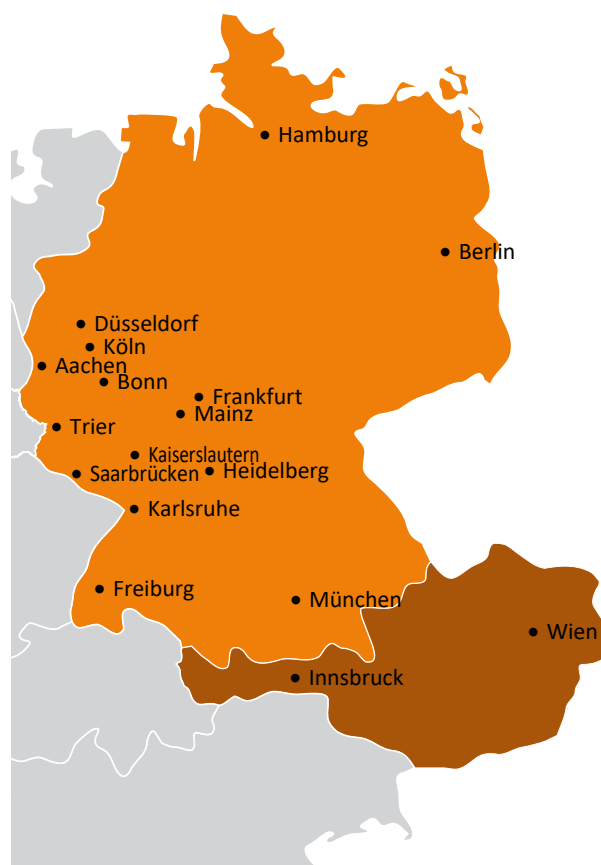 Hamburg
Berlin
Düsseldorf
Köln
Aachen
Bonn
Frankfurt
Mainz
Trier
Kaiserslautern
Saarbrücken
Heidelberg
Karlsruhe
Freiburg
München
Wien
Innsbruck